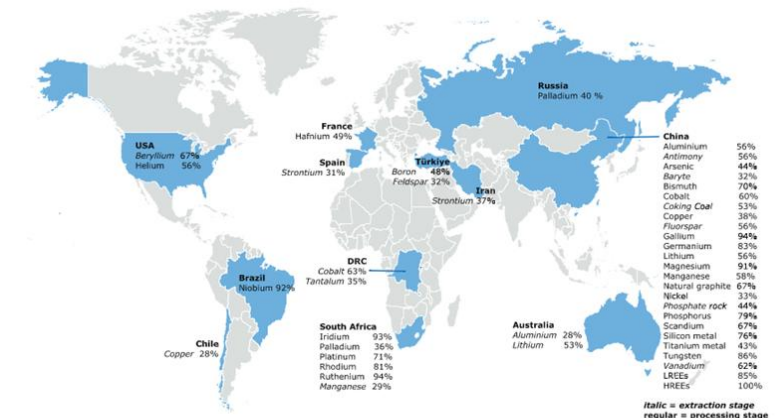 Russia
Palladium 40 %
France
Hafnium 49%
USA
Beryllium 67%
Helium 56%
Spain
Strontium 31%
Türkiye
Boron 48%
Feldspar 32%
Iran
Strontium 37%
China
Aluminium 56%
Antimony 56%
Arsenic 44%
Baryte 32%
Bismuth 70%
Cobalt 60%
Coking Coal 53%
Copper 38%
Fluorspar 56%
Gallium 94%
Germanium 83%
Lithium 56%
Magnesium 91%
Manganese 58%
Natural graphite 67%
Nickel 33%
Phosphate rock 44%
Phosphorus 79%
Scandium 67%
Silicon metal 76%
Titanium metal 43%
Tungsten 86%
Vanadium 62%
LREEs 85%
HREEs 100%
DRC
Cobalt 63%
Tantalum 35%
Brazil
Niobium 92%
Chile
Copper 28%
South Africa
Iridium 93%
Palladium 36%
Platinum 71%
Rhodium 81%
Ruthenium 94%
Manganese 29%
Australia
Aluminium 28%
Lithium 53%
italic = extraction stage
regular = processing stage